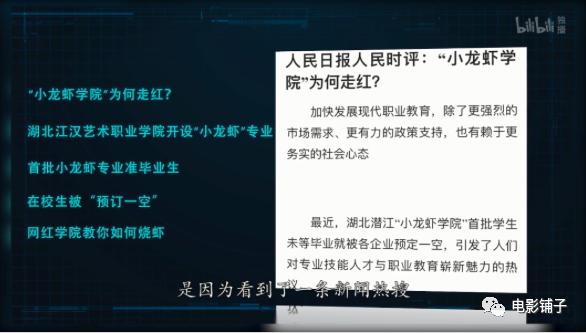 bilibili 独播
"小龙虾学院"为何走红？
湖北江汉艺术职业学院开设"小龙虾"专业
首批小龙虾专业准毕业生
在校生被"预订一空"
网红学院教你如何烧虾
人民日报人民时评：“小龙虾学
院”为何走红？
加快发展现代职业教育，除了更强烈的
市场需求、更有力的政策支持，也有赖于更
务实的社会心态
最近，湖北潜江“小龙虾学院”首批学生
未等毕业就被各企业预定一空，引发了人们
对专业技能人才与职业教育崭新魅力的热
议
是因为看到了一条新闻热搜
电影铺子